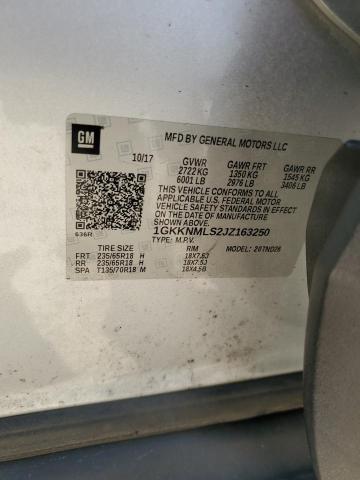 GM
MFD BY GENERAL MOTORS LLC
10/17 GVWR GAWR FRT GAWR RR
2722 KG 1350 KG 1545 KG
6001 LB 2976 LB 3406 LB
THIS VEHICLE CONFORMS TO ALL
APPLICABLE U.S. FEDERAL MOTOR
VEHICLE SAFETY STANDARDS IN EFFECT
ON THE DATE OF MANUFACTURE SHOWN ABOVE.
636R 1GKKNMLS2JZ163250
TYPE: M.P.V. MODEL: 26TND26
TIRE SIZE RIM
FRT 235/65R18 H 18X7.5J
RR 235/65R18 H 18X7.5J
SPA T135/70R18 M 18X4.5B